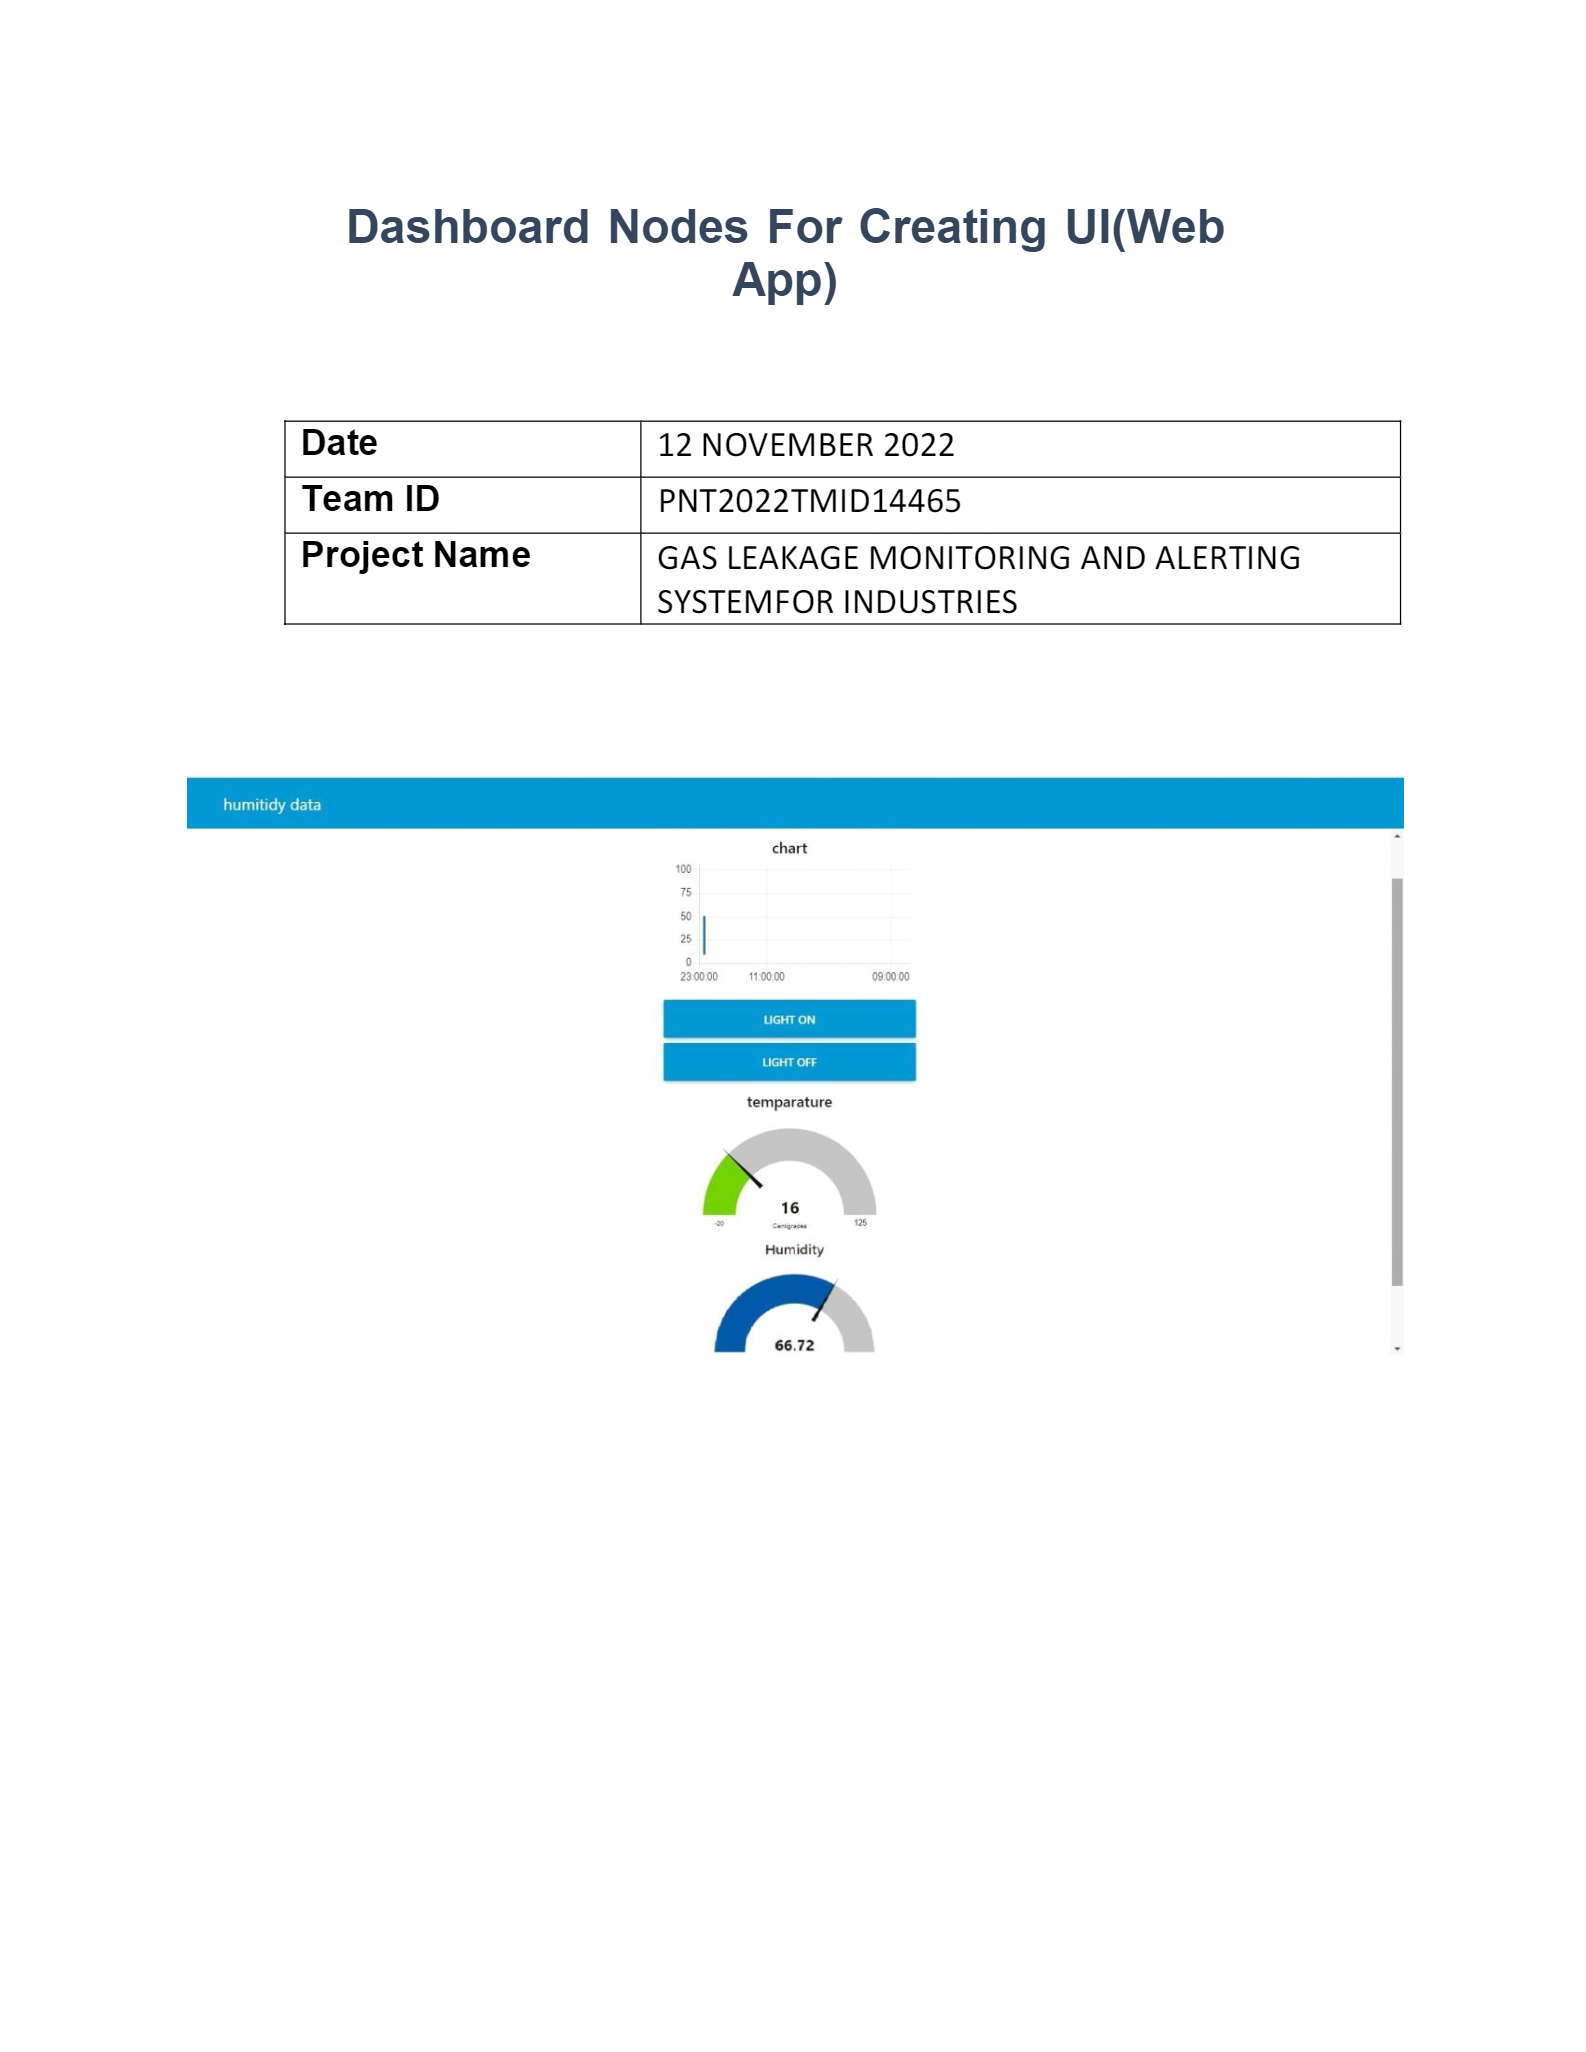 Dashboard Nodes For Creating UI(Web
App)
Date
12 NOVEMBER 2022
Team ID
PNT2022TMID14465
Project Name
GAS LEAKAGE MONITORING AND ALERTING
SYSTEMFOR INDUSTRIES
humitidy data
chart
100
75
50
25
0
23:00:00 11:00:00 09:00:00
LIGHT ON
LIGHT OFF
temparature
16
-20 Centigrades 125
Humidity
66.72